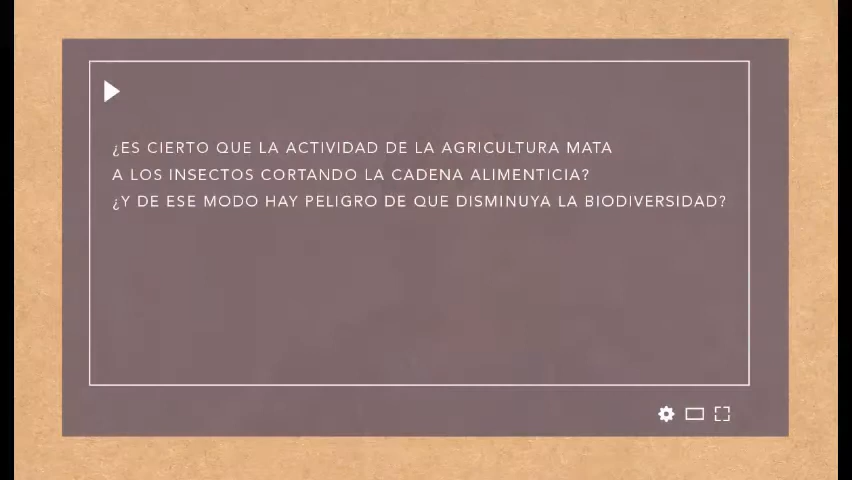 ¿ES CIERTO QUE LA ACTIVIDAD DE LA AGRICULTURA MATA
A LOS INSECTOS CORTANDO LA CADENA ALIMENTICIA?
¿Y DE ESE MODO HAY PELIGRO DE QUE DISMINUYA LA BIODIVERSIDAD?